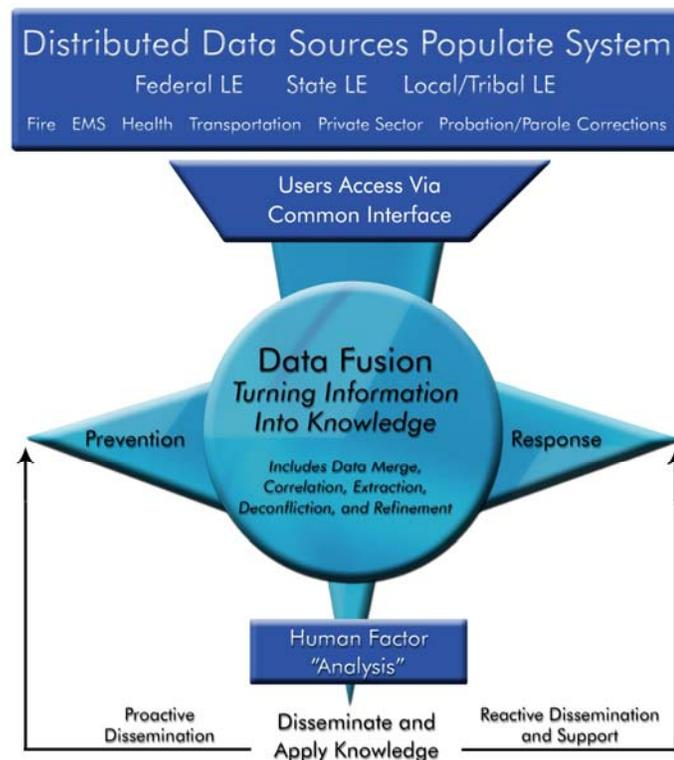 Distributed Data Sources Populate System
Federal LE State LE Local/Tribal LE
Fire EMS Health Transportation Private Sector Probation/Parole Corrections
Users Access Via
Common Interface
Data Fusion
Turning Information
Into Knowledge
Includes Data Merge,
Correlation, Extraction,
Deconfliction, and Refinement
Prevention
Response
Human Factor
"Analysis"
Proactive
Dissemination
Disseminate and
Apply Knowledge
Reactive Dissemination
and Support